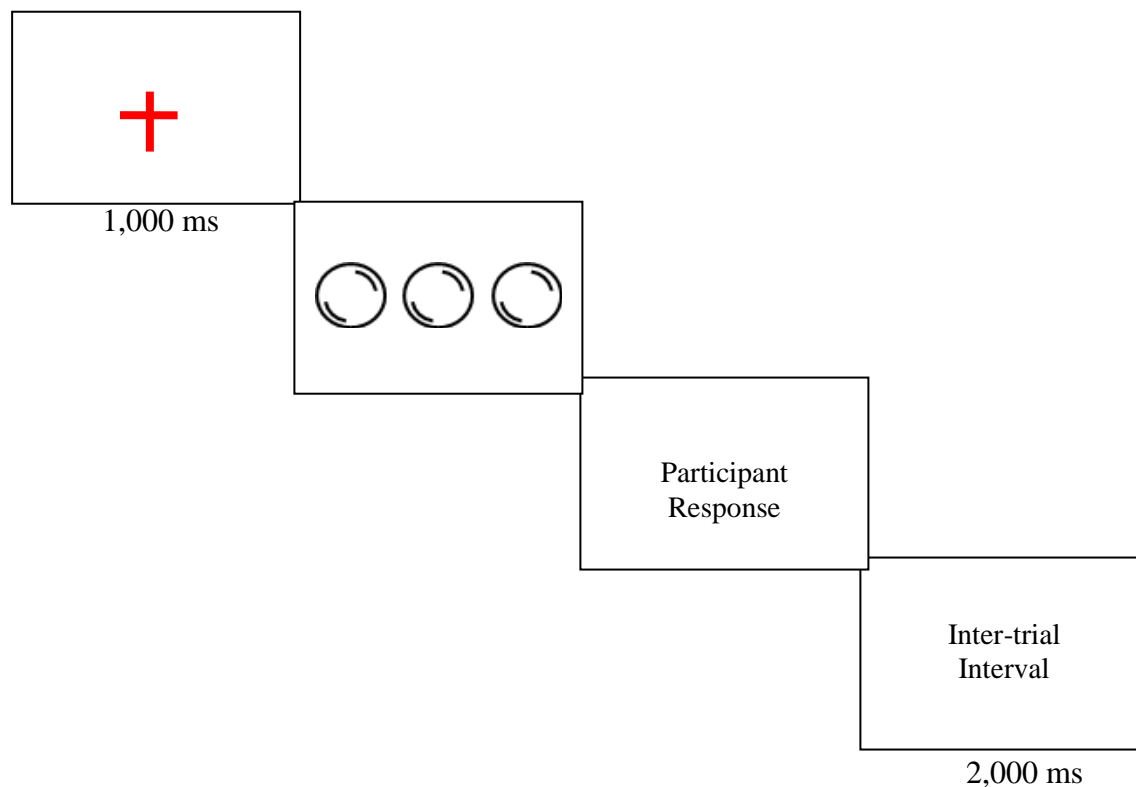 1,000 ms
Participant
Response
Inter-trial
Interval
2,000 ms